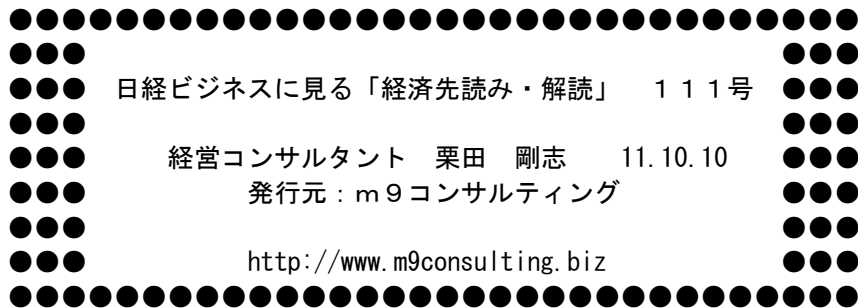 日経ビジネスに見る「経済先読み・解読」　１１１号
経営コンサルタント　栗田　剛志　　11.10.10
発行元：ｍ９コンサルティング
http://www.m9consulting.biz